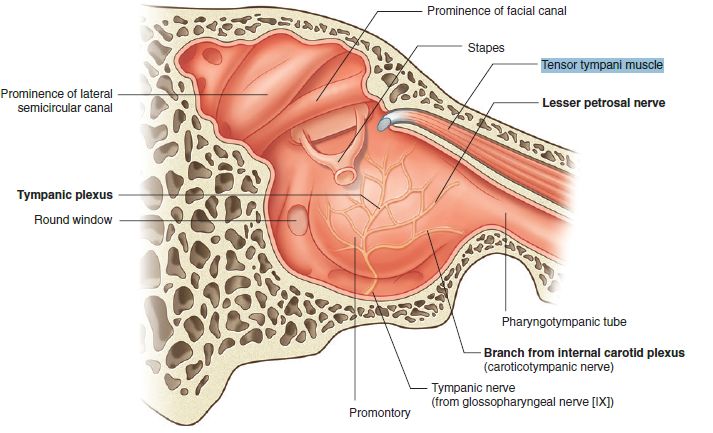 Prominence of facial canal
Stapes
Tensor tympani muscle
Prominence of lateral
semicircular canal
Lesser petrosal nerve
Tympanic plexus
Round window
Pharyngotympanic tube
Branch from internal carotid plexus
(caroticotympanic nerve)
Tympanic nerve
(from glossopharyngeal nerve [IX])
Promontory